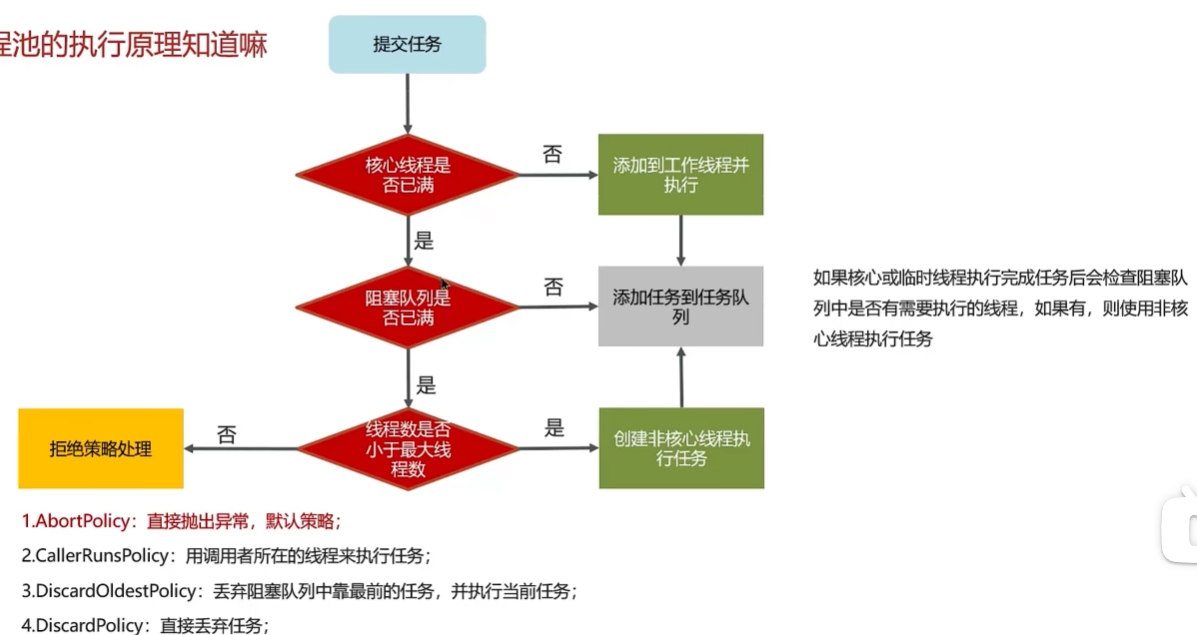 程池的执行原理知道嘛
提交任务
核心线程是
否已满
否
添加到工作线程并
执行
是
阻塞队列是
否已满
否
添加任务到任务队
列
如果核心或临时线程执行完成任务后会检查阻塞队
列中是否有需要执行的线程，如果有，则使用非核
心线程执行任务
是
线程数是否
小于最大线
程数
否
拒绝策略处理
是
创建非核心线程执
行任务
1.AbortPolicy：直接抛出异常，默认策略；
2.CallerRunsPolicy：用调用者所在的线程来执行任务；
3.DiscardOldestPolicy：丢弃阻塞队列中靠最前的任务，并执行当前任务；
4.DiscardPolicy：直接丢弃任务；